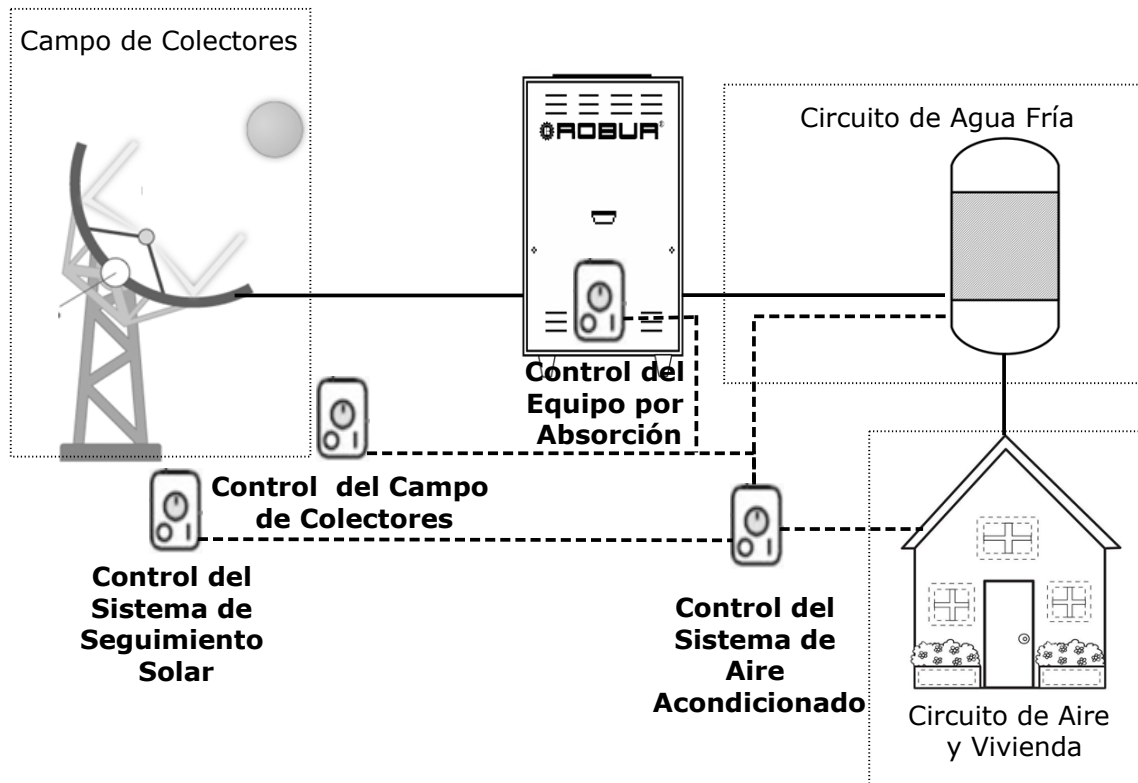 Campo de Colectores
ROBUR
Circuito de Agua Fría
Control del
Equipo por
Absorción
Control del Campo
de Colectores
Control del
Sistema de
Seguimiento
Solar
Control del
Sistema de
Aire
Acondicionado
Circuito de Aire
y Vivienda